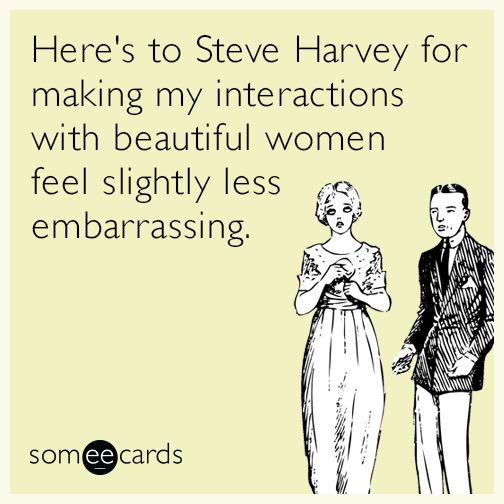 Here's to Steve Harvey for
making my interactions
with beautiful women
feel slightly less
embarrassing.
someecards